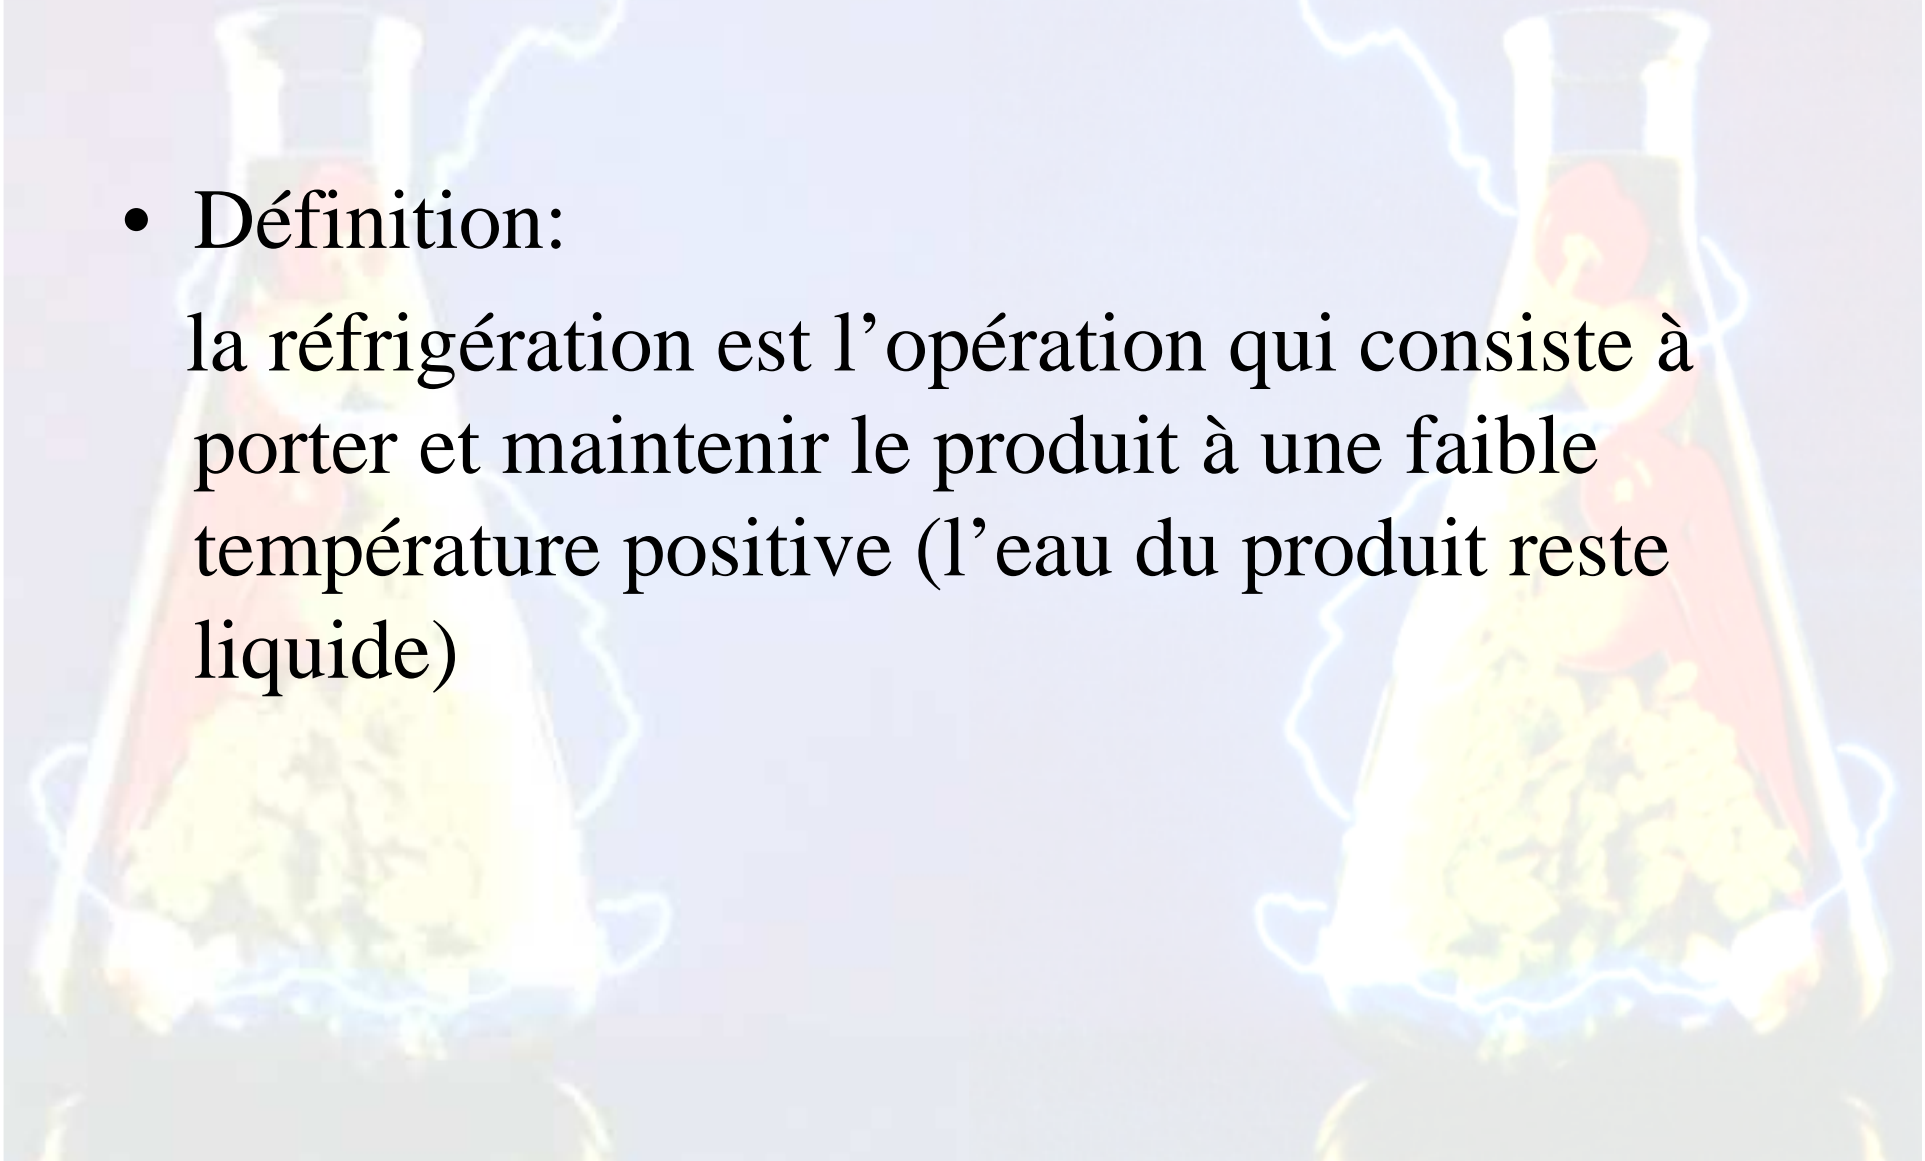 • Définition:
la réfrigération est l’opération qui consiste à
porter et maintenir le produit à une faible
température positive (l’eau du produit reste
liquide)